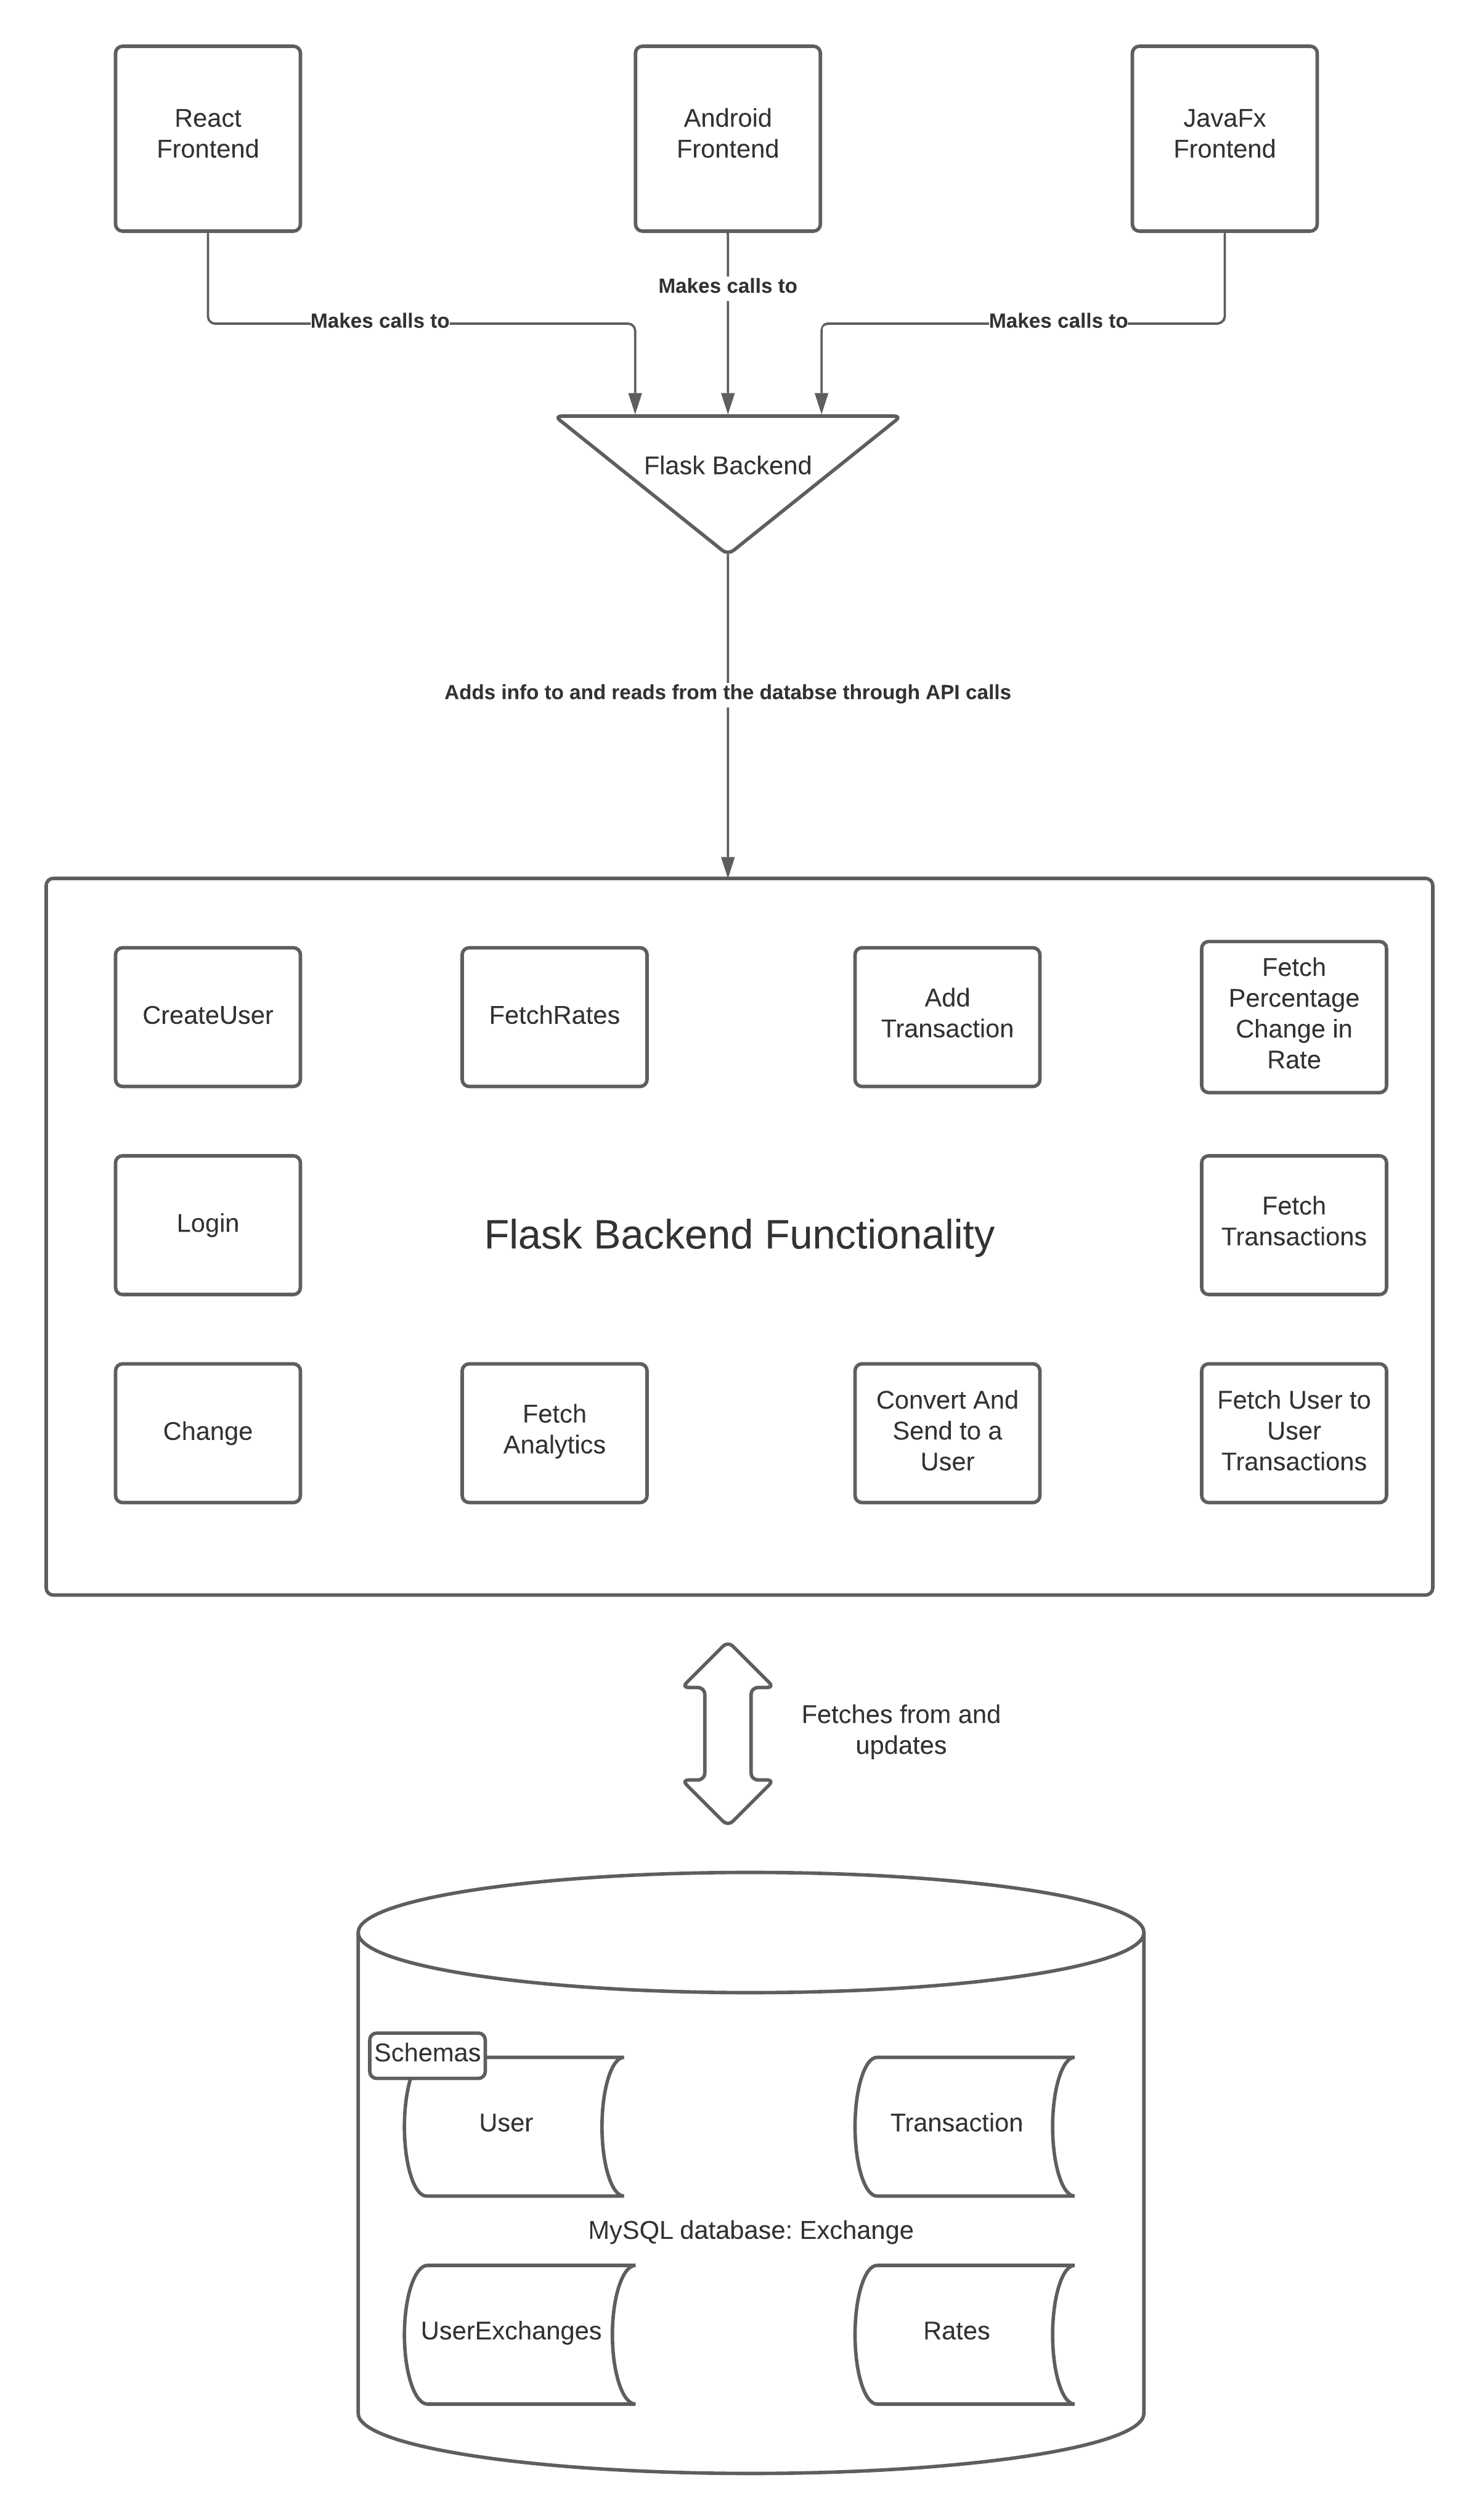 React
Frontend
Android
Frontend
JavaFx
Frontend
Makes calls to
Makes calls to
Makes calls to
Flask Backend
Adds info to and reads from the databse through API calls
CreateUser
FetchRates
Add
Transaction
Fetch
Percentage
Change in
Rate
Login
Flask Backend Functionality
Fetch
Transactions
Change
Fetch
Analytics
Convert And
Send to a
User
Fetch User to
User
Transactions
Fetches from and
updates
Schemas
User
Transaction
MySQL database: Exchange
UserExchanges
Rates